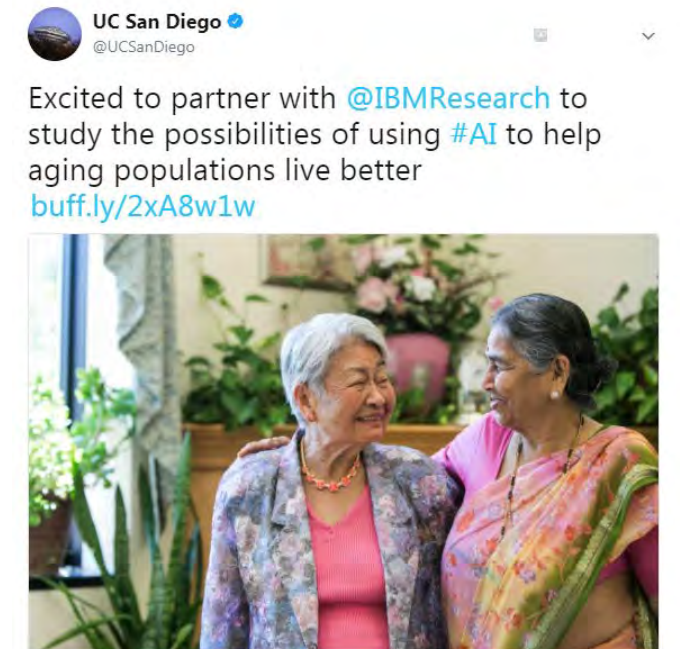 UC San Diego
@UCSanDiego
Excited to partner with @IBMResearch to
study the possibilities of using #AI to help
aging populations live better
buff.ly/2xA8w1w